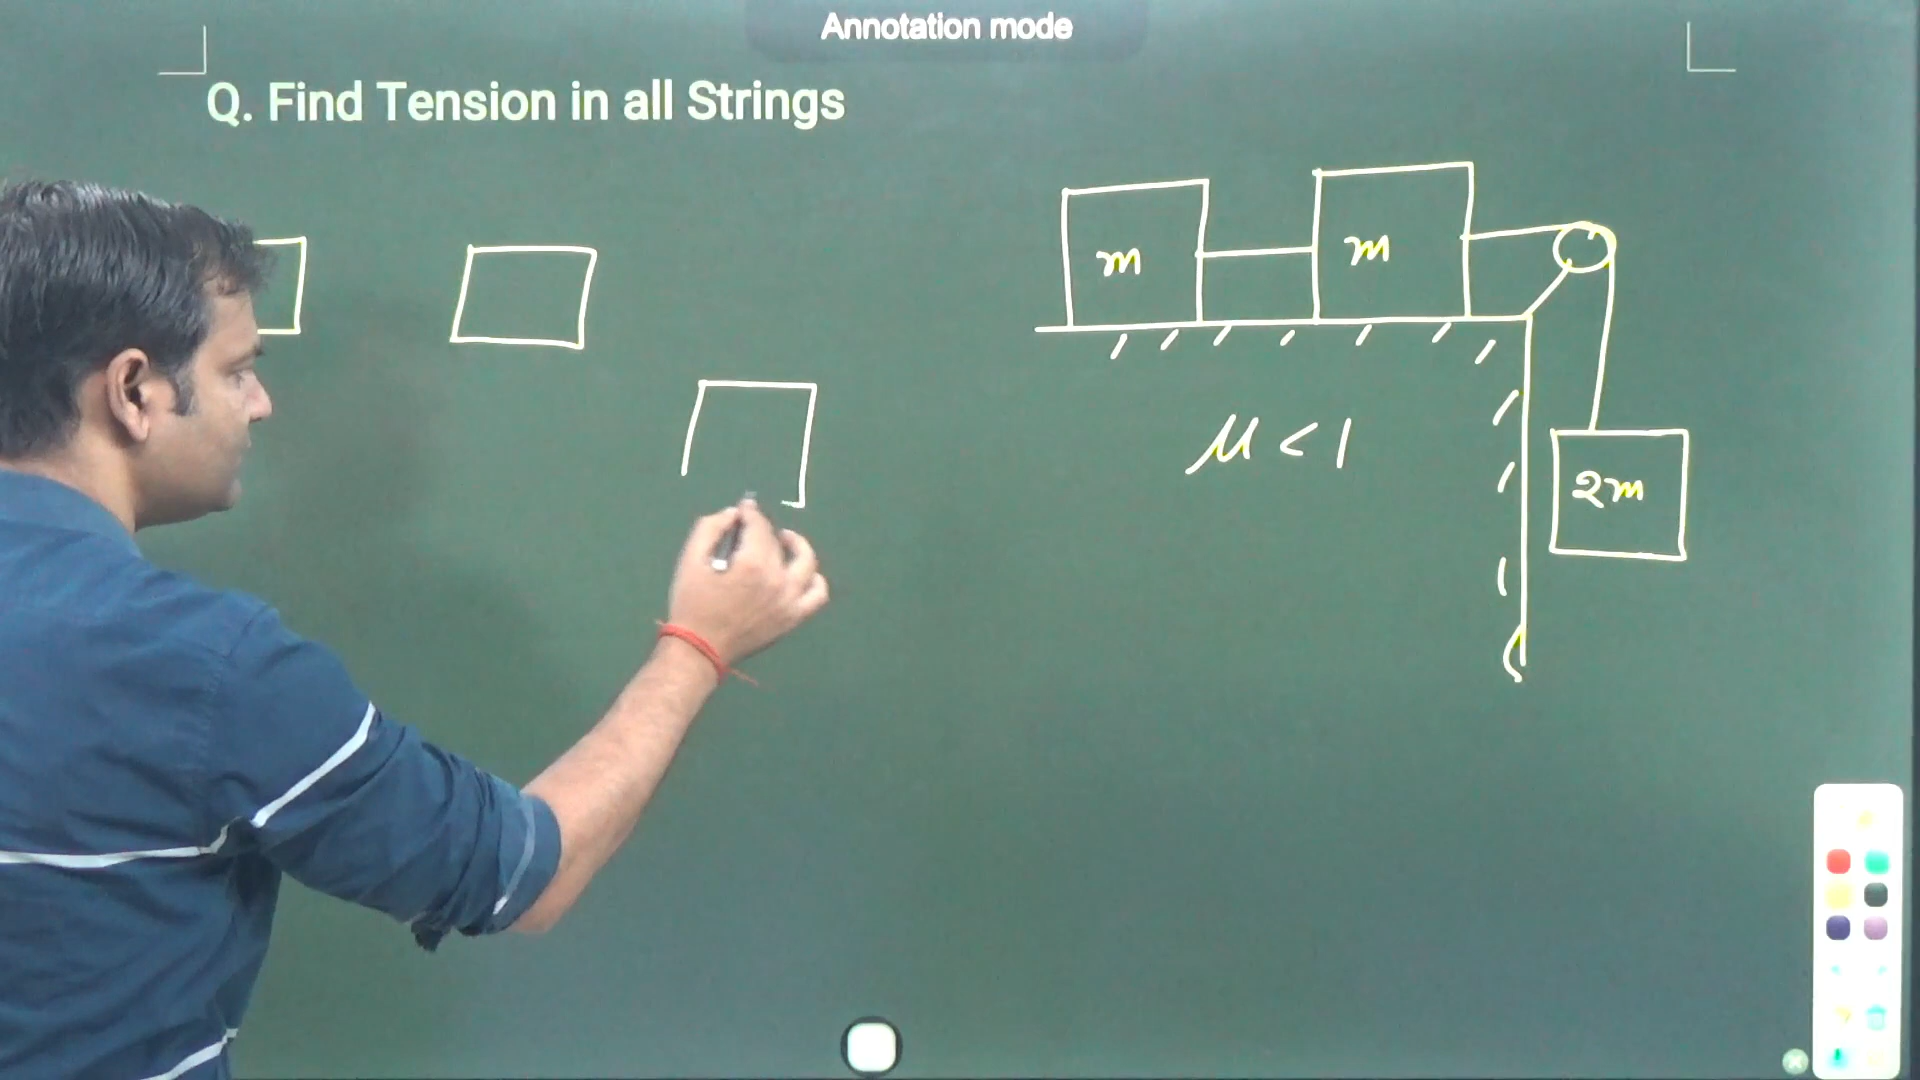 Annotation mode
Q. Find Tension in all Strings
m
m
μ < 1
2m